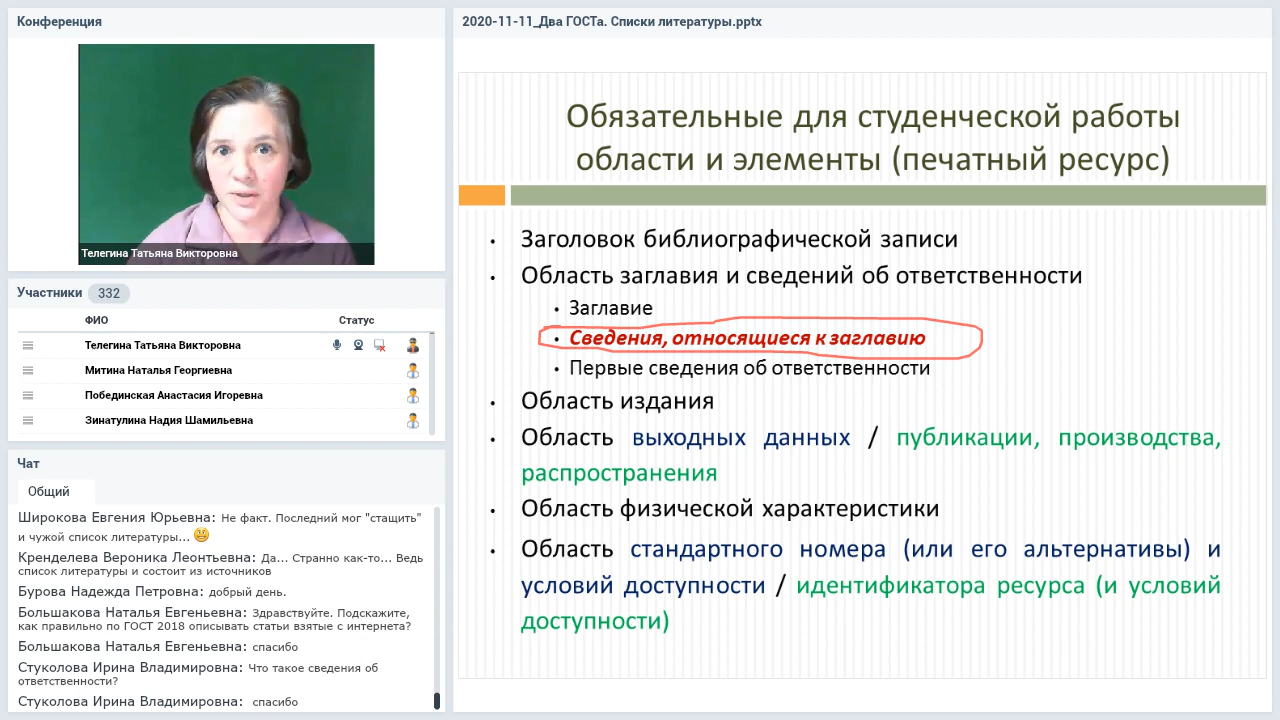 Конференция
Телегина Татьяна Викторовна
Участники 332
ФИО Статус
Телегина Татьяна Викторовна
Митина Наталья Георгиевна
Побединская Анастасия Игоревна
Зинатулина Надия Шамильевна
Чат
Общий
Широкова Евгения Юрьевна: Не факт. Последний мог "стащить"
и чужой список литературы...
Кренделева Вероника Леонтьевна: Да... Странно как-то... Ведь
список литературы и состоит из источников
Бурова Надежда Петровна: добрый день.
Большакова Наталья Евгеньевна: Здравствуйте. Подскажите,
как правильно по ГОСТ 2018 описывать статьи взятые с интернета?
Большакова Наталья Евгеньевна: спасибо
Стуколова Ирина Владимировна: Что такое сведения об
ответственности?
Стуколова Ирина Владимировна: спасибо
2020-11-11_Два ГОСТа. Списки литературы.pptx
Обязательные для студенческой работы
области и элементы (печатный ресурс)
• Заголовок библиографической записи
• Область заглавия и сведений об ответственности
• Заглавие
• Сведения, относящиеся к заглавию
• Первые сведения об ответственности
• Область издания
• Область выходных данных / публикации, производства,
распространения
• Область физической характеристики
• Область стандартного номера (или его альтернативы) и
условий доступности / идентификатора ресурса (и условий
доступности)